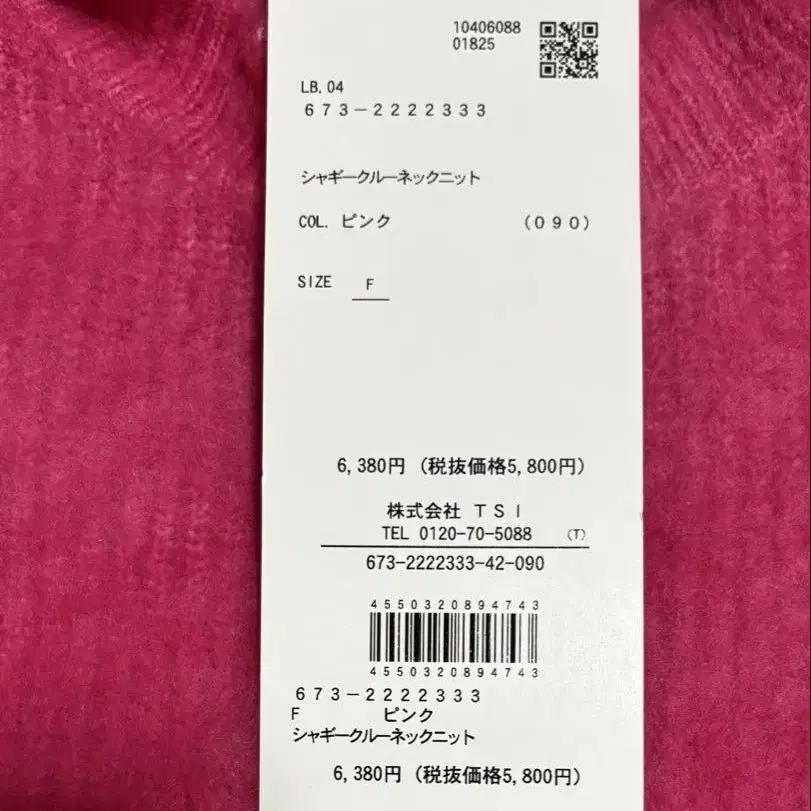 10406088
01825
LB.04
673-2222333
シャギークルーネックニット
COL. ピンク (090)
SIZE F
6,380円 (税抜価格5,800円)
株式会社 TSI
TEL 0120-70-5088 (T)
673-2222333-42-090
4550320894743
4550320894743
673-2222333
F ピンク
シャギークルーネックニット
6,380円 (税抜価格5,800円)